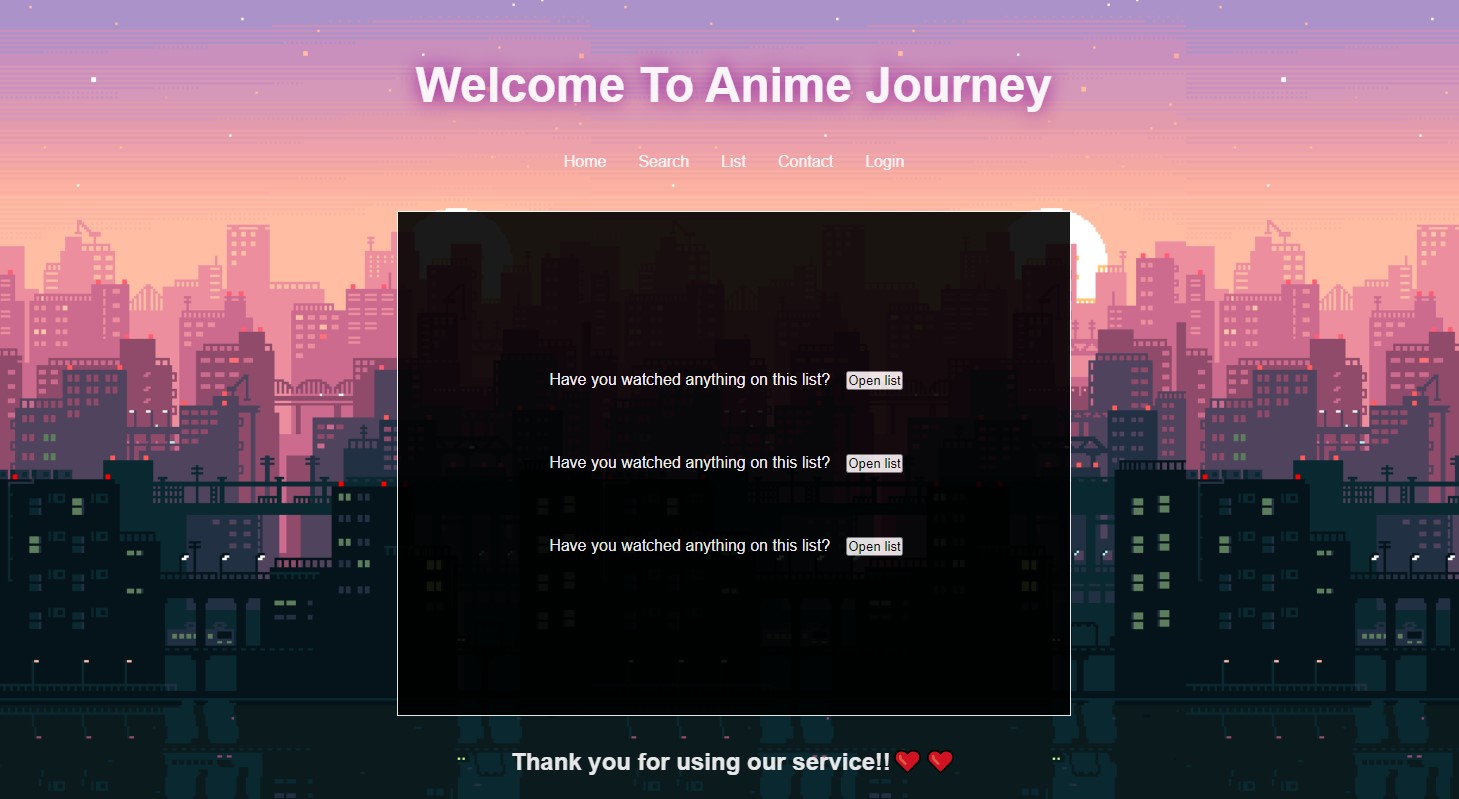 Welcome To Anime Journey
Home Search List Contact Login
Have you watched anything on this list? Open list
Have you watched anything on this list? Open list
Have you watched anything on this list? Open list
Thank you for using our service!!❤️ ❤️